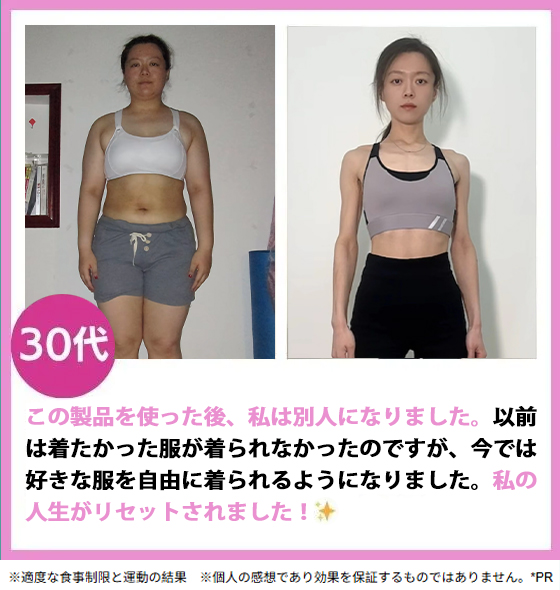 30代
この製品を使った後、私は別人になりました。以前
は着たかった服が着られなかったのですが、今では
好きな服を自由に着られるようになりました。私の
人生がリセットされました！✨
※適度な食事制限と運動の結果　※個人の感想であり効果を保証するものではありません。*PR